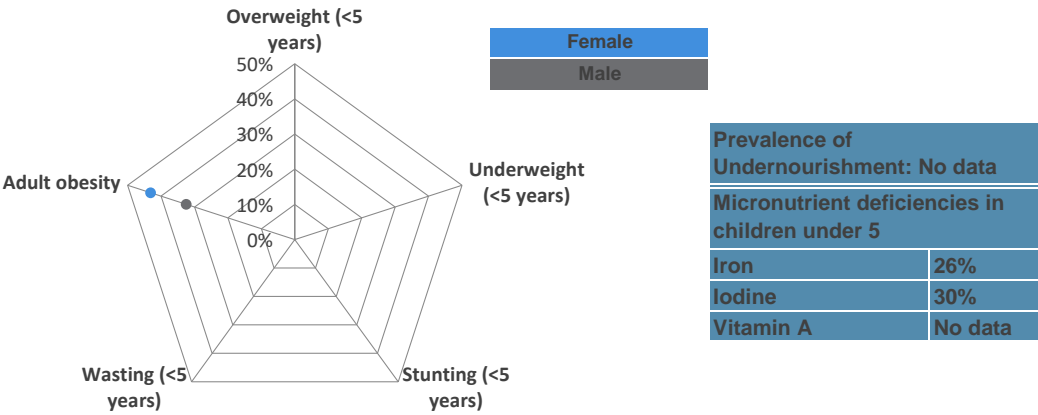 Overweight (<5
years)
50%
40%
30%
20%
10%
0%
Underweight
(<5 years)
Stunting (<5
years)
Wasting (<5
years)
Adult obesity
Female
Male
Prevalence of
Undernourishment: No data
Micronutrient deficiencies in
children under 5
Iron 26%
Iodine 30%
Vitamin A No data